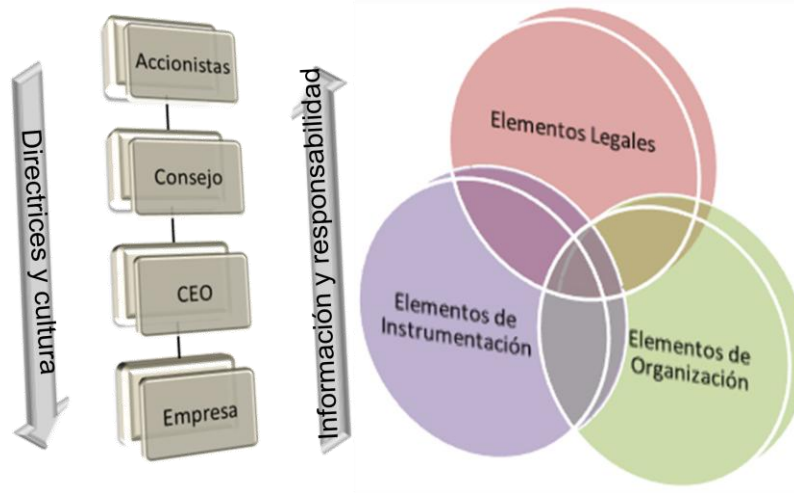 Accionistas
Consejo
CEO
Empresa
Directrices y cultura
Información y responsabilidad
Elementos Legales
Elementos de
Instrumentación
Elementos de
Organización